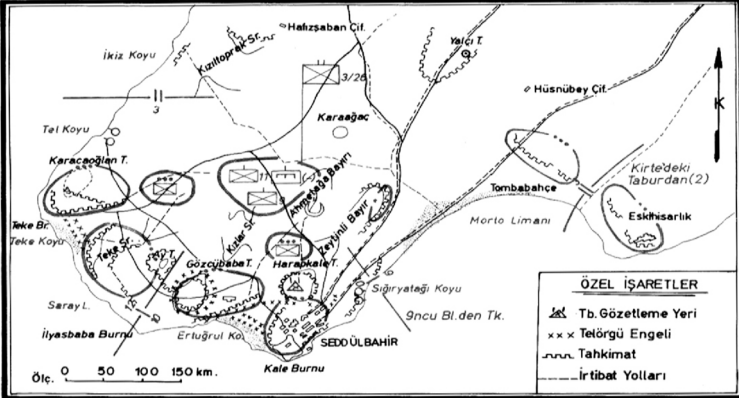 Hafızşaban Çif.
İkiz Koyu
Kızıltoprak Sr.
Yalçı T.
3/26
Hüsnübey Çif.
3
Karaağaç
K
Tel Koyu
Karacaoğlan T.
Kirte'deki
Taburdan (2)
11
Ahmetbaba Bayırı
Tombabahçe
Morto Limanı
Eskihisarlık
Zeytinli Bayır
Kızlar Sr.
Teke Br.
Teke Koyu
Teke Sr.
Gözcübaba T.
Harapkale T.
Sığıryatağı Koyu
Saray L.
İlyasbaba Burnu
Ertuğrul Ko.
SEDDÜLBAHİR
9ncu Bl.den Tk.
Kale Burnu
Ölç. 0 50 100 150 km.
ÖZEL İŞARETLER
Tb. Gözetleme Yeri
Telörgü Engeli
Tahkimat
İrtibat Yolları